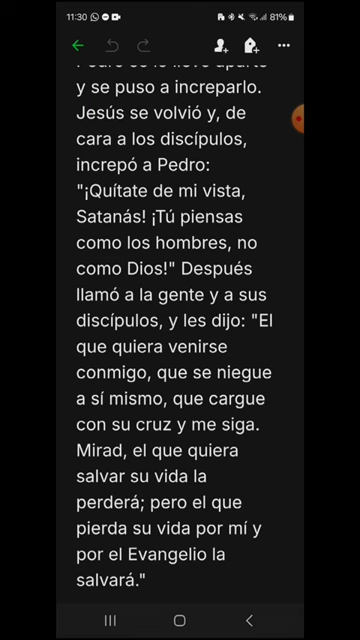 11:30
81%
y se puso a increparlo.
Jesús se volvió y, de
cara a los discípulos,
increpó a Pedro:
"¡Quítate de mi vista,
Satanás! ¡Tú piensas
como los hombres, no
como Dios!" Después
llamó a la gente y a sus
discípulos, y les dijo: "El
que quiera venirse
conmigo, que se niegue
a sí mismo, que cargue
con su cruz y me siga.
Mirad, el que quiera
salvar su vida la
perderá; pero el que
pierda su vida por mí y
por el Evangelio la
salvará."